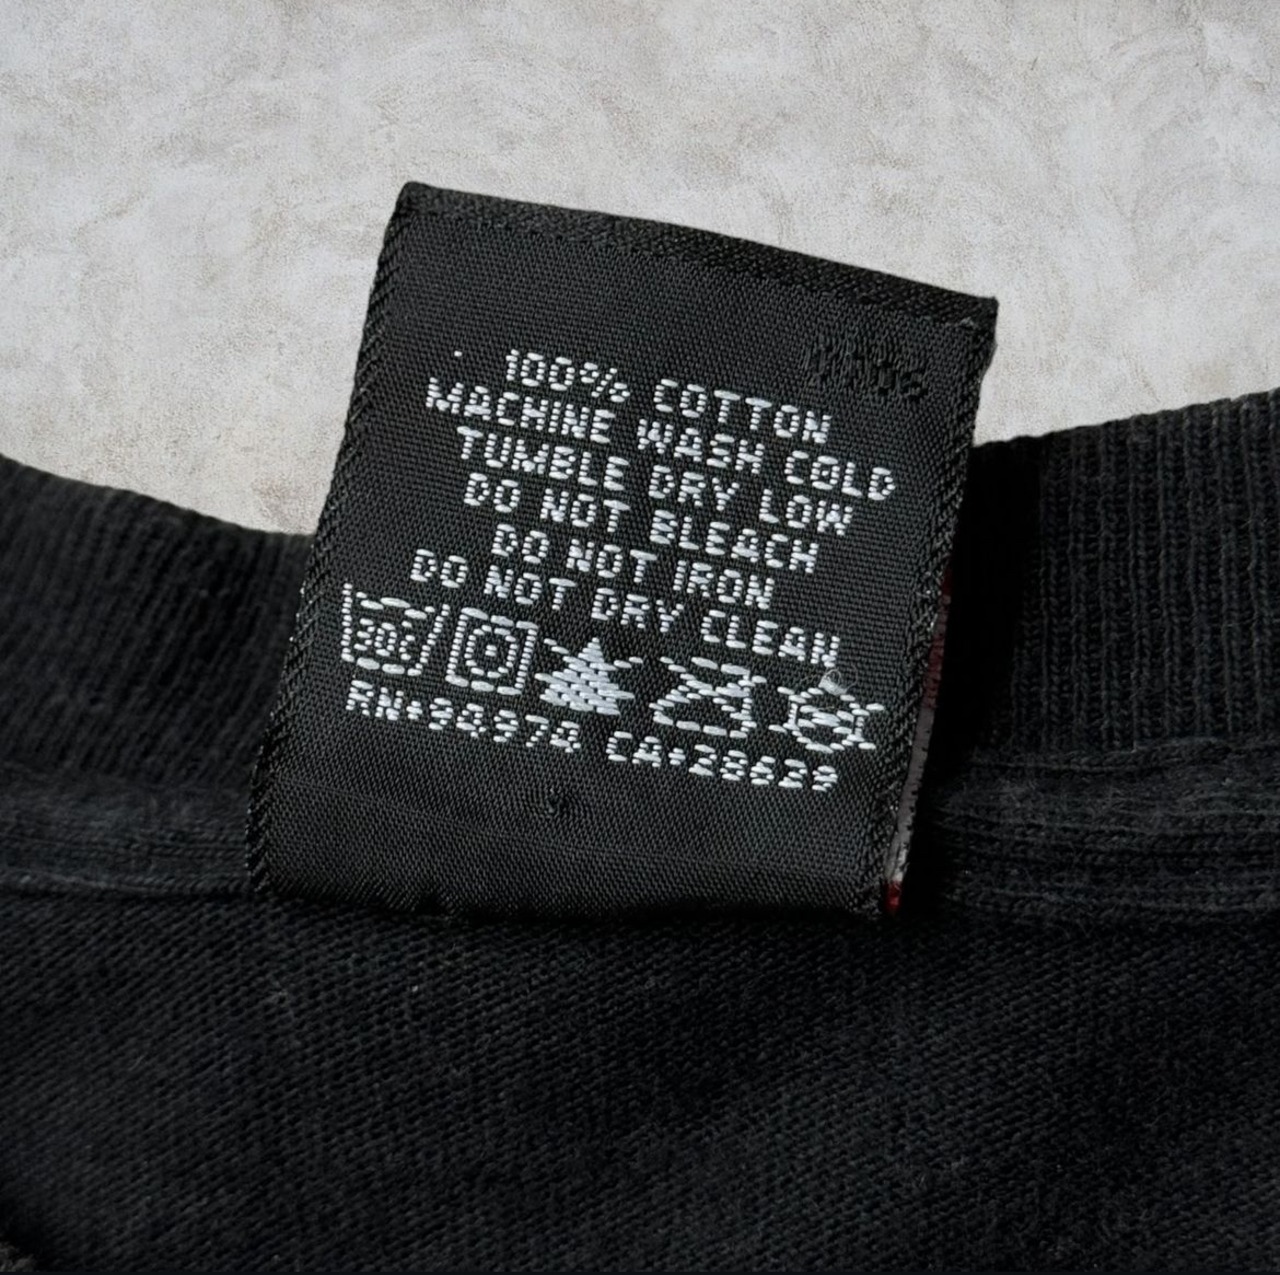 100% COTTON
MACHINE WASH COLD
TUMBLE DRY LOW
DO NOT BLEACH
DO NOT IRON
DO NOT DRY CLEAN
30c
RN*94974 CA*28629